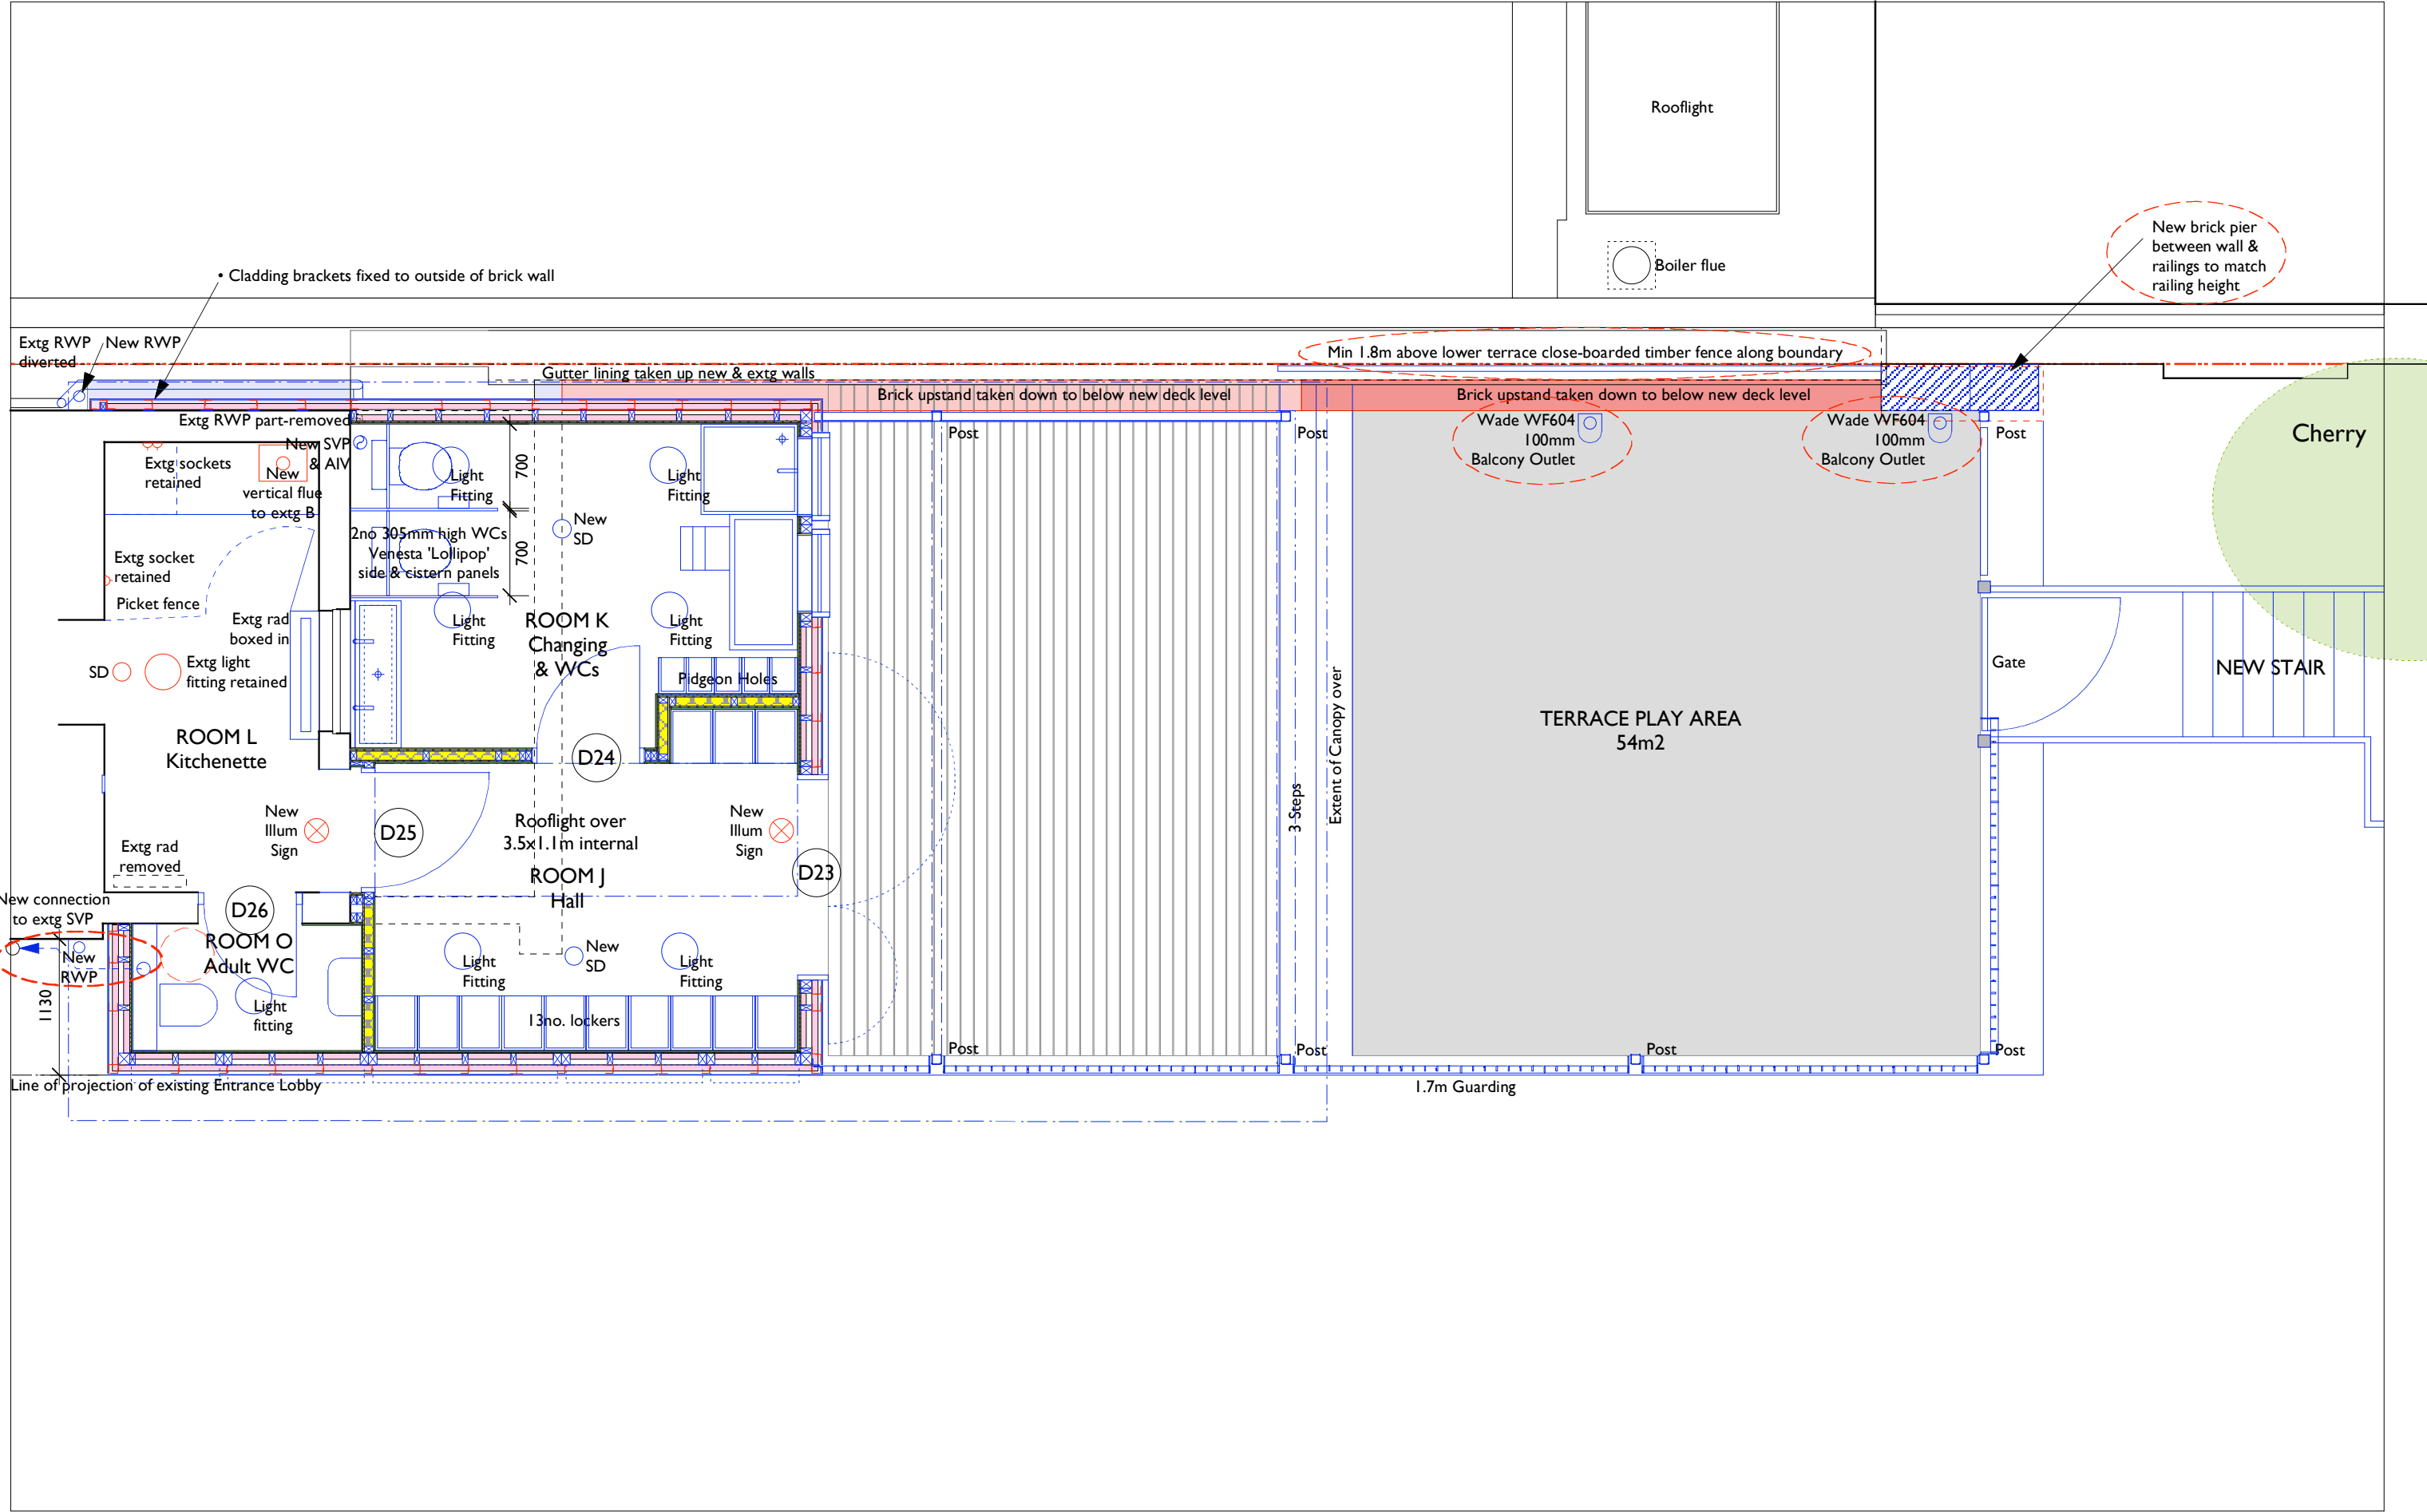 Rooflight
Boiler flue
New brick pier
between wall &
railings to match
railing height
• Cladding brackets fixed to outside of brick wall
Extg RWP
diverted
New RWP
Min 1.8m above lower terrace close-boarded timber fence along boundary
Gutter lining taken up new & extg walls
Brick upstand taken down to below new deck level
Brick upstand taken down to below new deck level
Extg RWP part-removed
New SVP
& AIV
Extg sockets
retained
New
vertical flue
to extg B
Light
Fitting
700
Light
Fitting
Post
Post
Wade WF604
100mm
Balcony Outlet
Wade WF604
100mm
Balcony Outlet
Post
Cherry
New
SD
2no 305mm high WCs
Venesta 'Lollipop'
side & cistern panels
700
Extg socket
retained
Picket fence
Extg rad
boxed in
Light
Fitting
ROOM K
Changing
& WCs
Light
Fitting
SD
Extg light
fitting retained
Pidgeon Holes
Gate
NEW STAIR
TERRACE PLAY AREA
54m2
Extent of Canopy over
3 Steps
ROOM L
Kitchenette
D24
New
Illum
Sign
D25
Rooflight over
3.5x1.1m internal
New
Illum
Sign
Extg rad
removed
ROOM J
Hall
D23
New connection
to extg SVP
D26
ROOM O
Adult WC
New
RWP
Light
Fitting
New
SD
Light
Fitting
1130
Light
fitting
13no. lockers
Post
Post
Post
Post
Line of projection of existing Entrance Lobby
1.7m Guarding